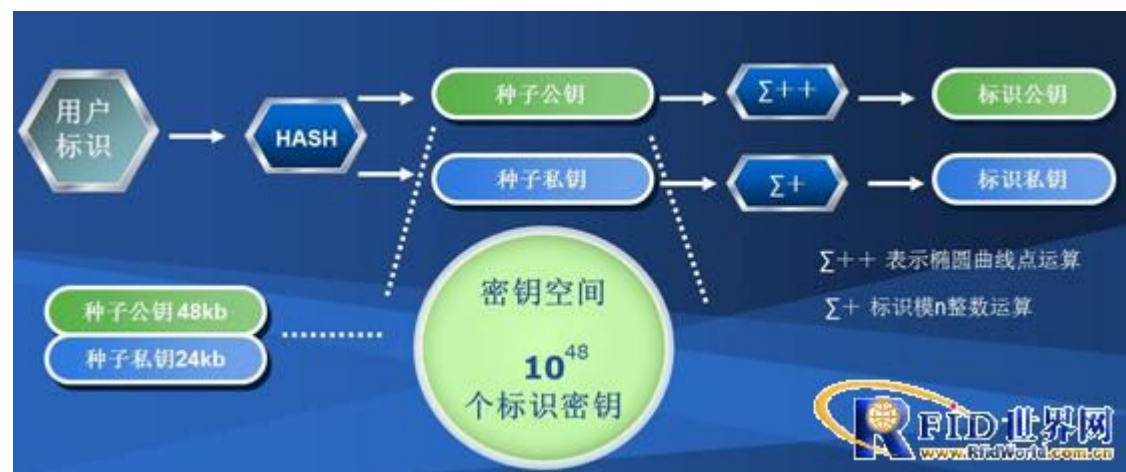 用户
标识
HASH
种子公钥
∑++
标识公钥
种子私钥
∑+
标识私钥
∑++ 表示椭圆曲线点运算
∑+ 标识模n整数运算
种子公钥48kb
种子私钥24kb
密钥空间
10^48
个标识密钥
RFID世界网
www.RfidWorld.com.cn